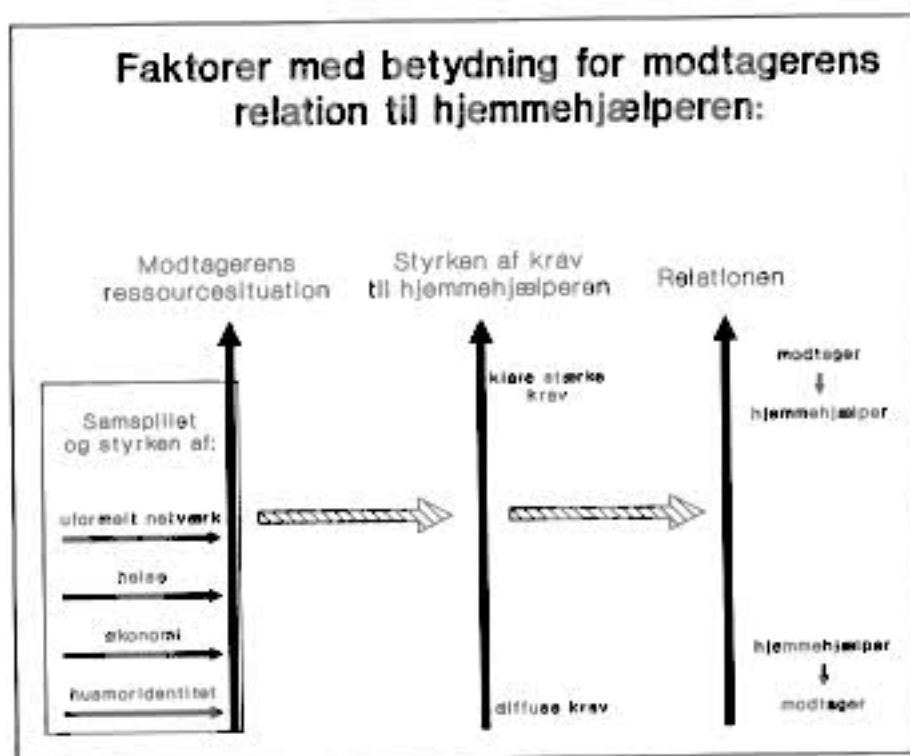 Faktorer med betydning for modtagerens
relation til hjemmehjælperen:
Modtagerens
ressourcesituation
Styrken af krav
til hjemmehjælperen
Relationen
Samspillet
og styrken af:
uformelt netværk
helse
økonomi
husmoridentitet
klare stærke
krav
diffuse krav
modtager
hjemmehjælper
hjemmehjælper
modtager